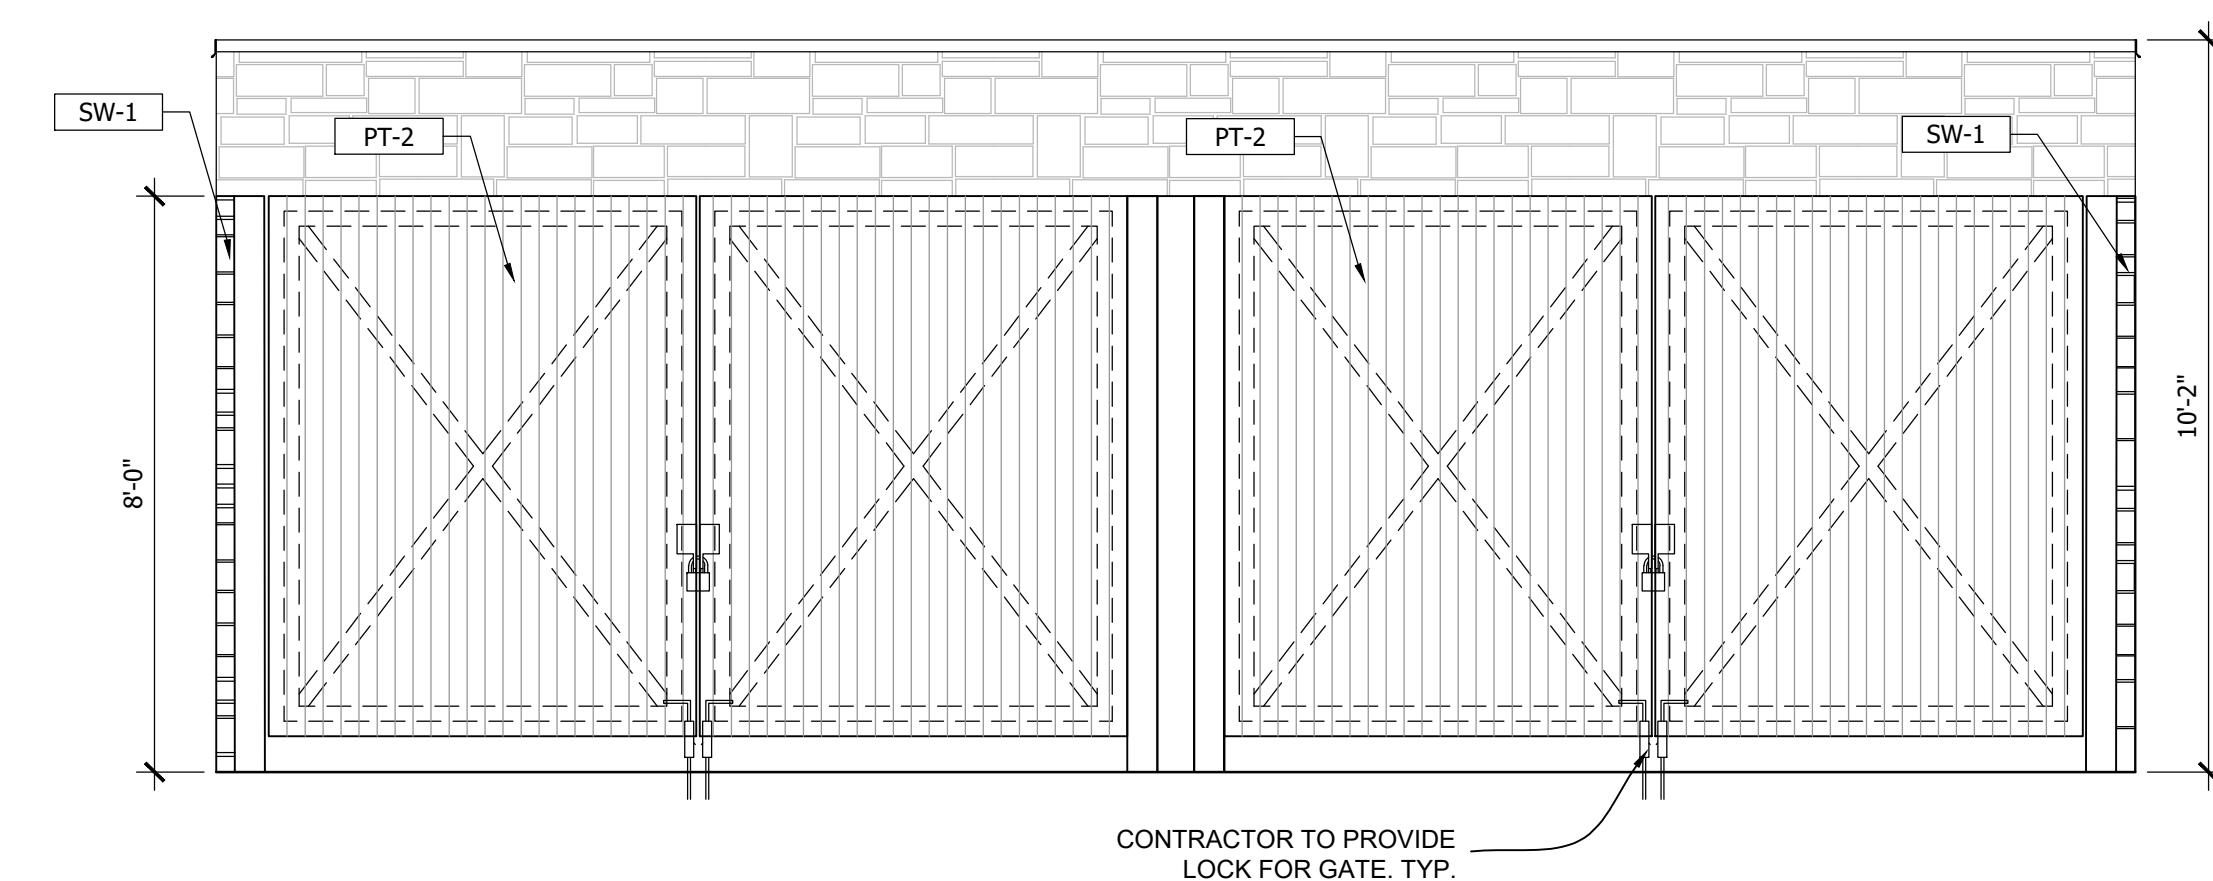 SW-1
PT-2
PT-2
SW-1
8'-0"
10'-2"
CONTRACTOR TO PROVIDE
LOCK FOR GATE. TYP.